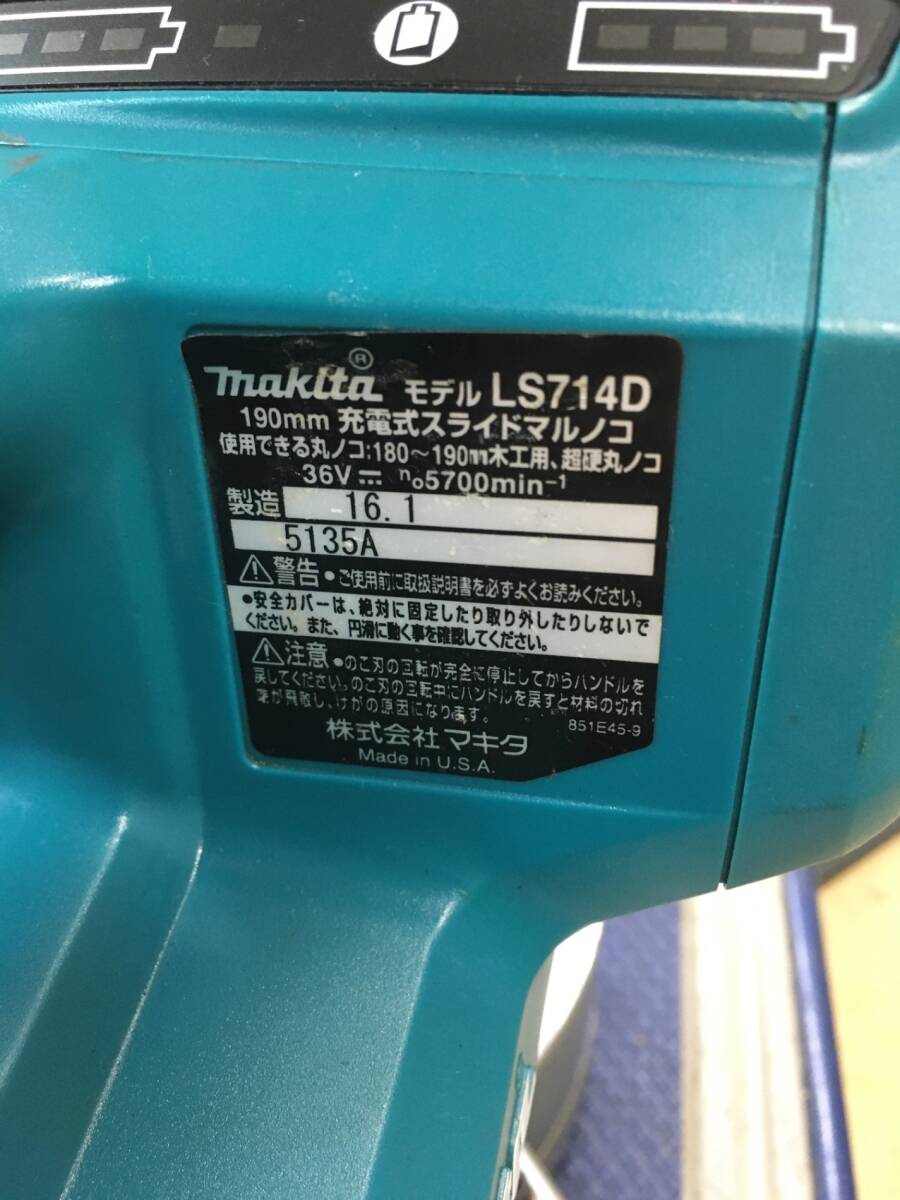 makita® モデル LS714D
190mm 充電式スライドマルノコ
使用できる丸ノコ:180～190mm木工用、超硬丸ノコ
36V⎓ no5700min-1
製造 16.1
5135A
⚠警告 •ご使用前に取扱説明書を必ずよくお読みください。
•安全カバーは、絶対に固定したり取り外したりしないで
ください。また、円滑に動く事を確認してください。
⚠注意 •のこ刃の回転が完全に停止してからハンドルを
戻してください。のこ刃の回転中にハンドルを戻すと材料の切れ
葉が飛散し、けがの原因になります。
851E45-9
株式会社 マキタ
Made in U.S.A.